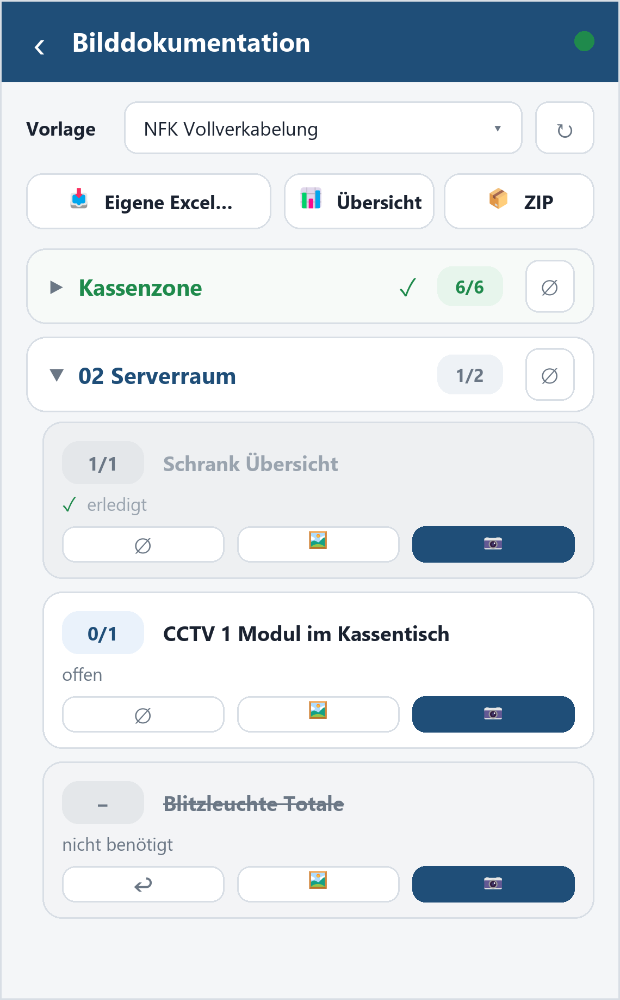 Bilddokumentation
Vorlage NFK Vollverkabelung
Eigene Excel... Übersicht ZIP
Kassenzone ✓ 6/6 ∅
02 Serverraum 1/2 ∅
1/1 Schrank Übersicht
✓ erledigt
∅
0/1 CCTV 1 Modul im Kassentisch
offen
∅
– Blitzleuchte Totale
nicht benötigt